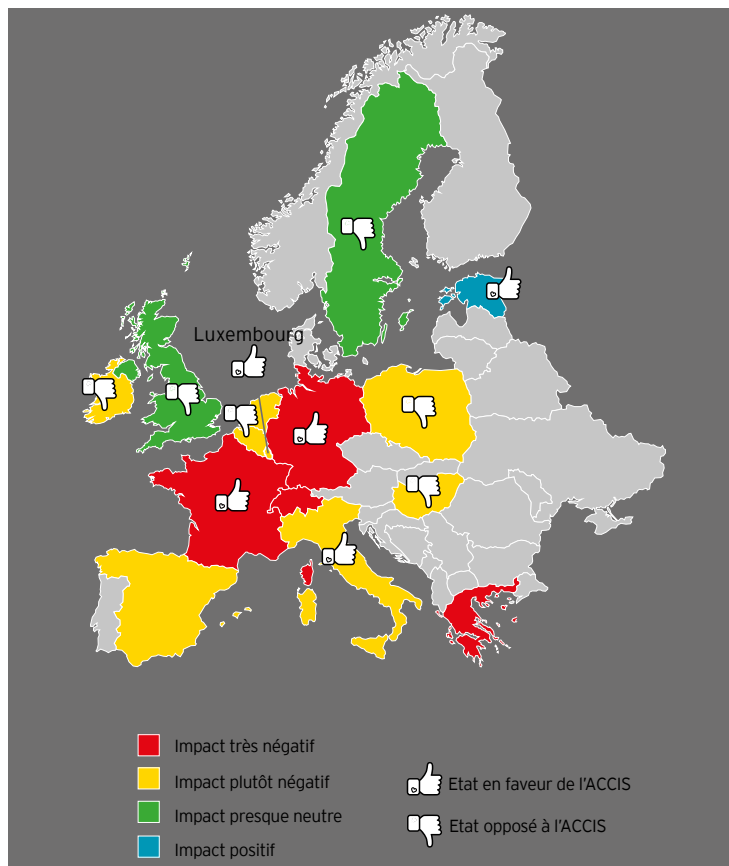 Luxembourg
Impact très négatif
Impact plutôt négatif
Impact presque neutre
Impact positif
Etat en faveur de l'ACCIS
Etat opposé à l'ACCIS